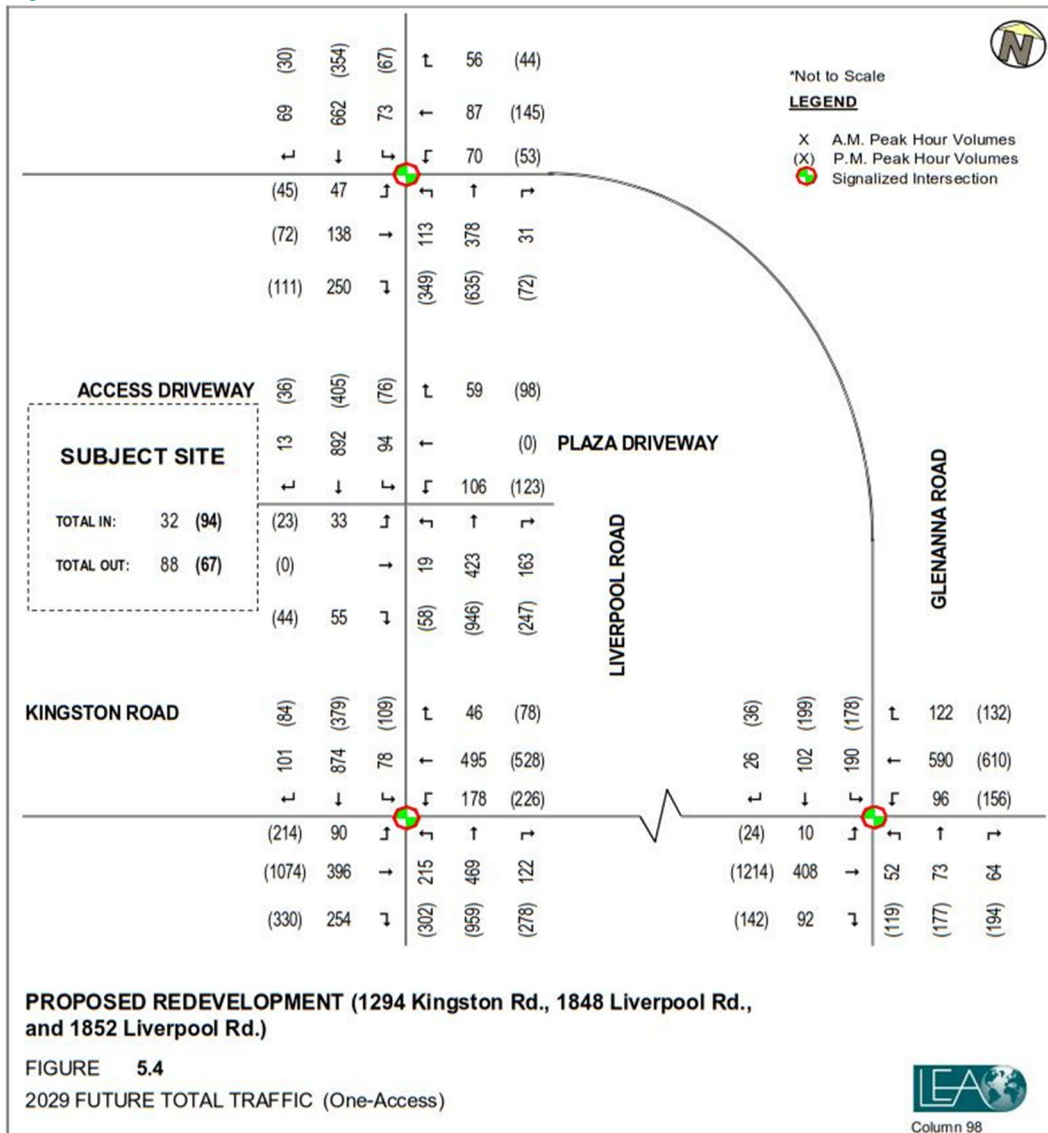 (30) (354) (67) ↑ 56 (44)
69 662 73 ← 87 (145)
↵ ↓ ↳ ↓ 70 (53)
(45) 47 ↑ ↰ ↑ ↱
(72) 138 → 113 378 31
(111) 250 ↴ (349) (635) (72)
N
*Not to Scale
LEGEND
X A.M. Peak Hour Volumes
(X) P.M. Peak Hour Volumes
Signalized Intersection
ACCESS DRIVEWAY (36) (405) (76) 59 (98)
13 892 94 ← (0) PLAZA DRIVEWAY
106 (123)
SUBJECT SITE
TOTAL IN: 32 (94)
TOTAL OUT: 88 (67)
(23) 33
(0) → 19 423 163
(44) 55 (58) (946) (247)
LIVERPOOL ROAD
GLENANNA ROAD
KINGSTON ROAD (84) (379) (109) 46 (78)
101 874 78 ← 495 (528)
178 (226)
(214) 90
(1074) 396 → 215 469 122
(330) 254 (302) (959) (278)
(36) (199) (178) 122 (132)
26 102 190 ← 590 (610)
96 (156)
(24) 10
(1214) 408 → 52 73 64
(142) 92 (119) (177) (194)
PROPOSED REDEVELOPMENT (1294 Kingston Rd., 1848 Liverpool Rd.,
and 1852 Liverpool Rd.)
FIGURE 5.4
2029 FUTURE TOTAL TRAFFIC (One-Access)
LEA
Column 98